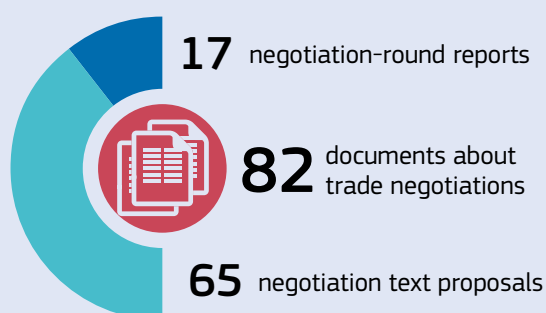 17 negotiation-round reports
82 documents about
trade negotiations
65 negotiation text proposals